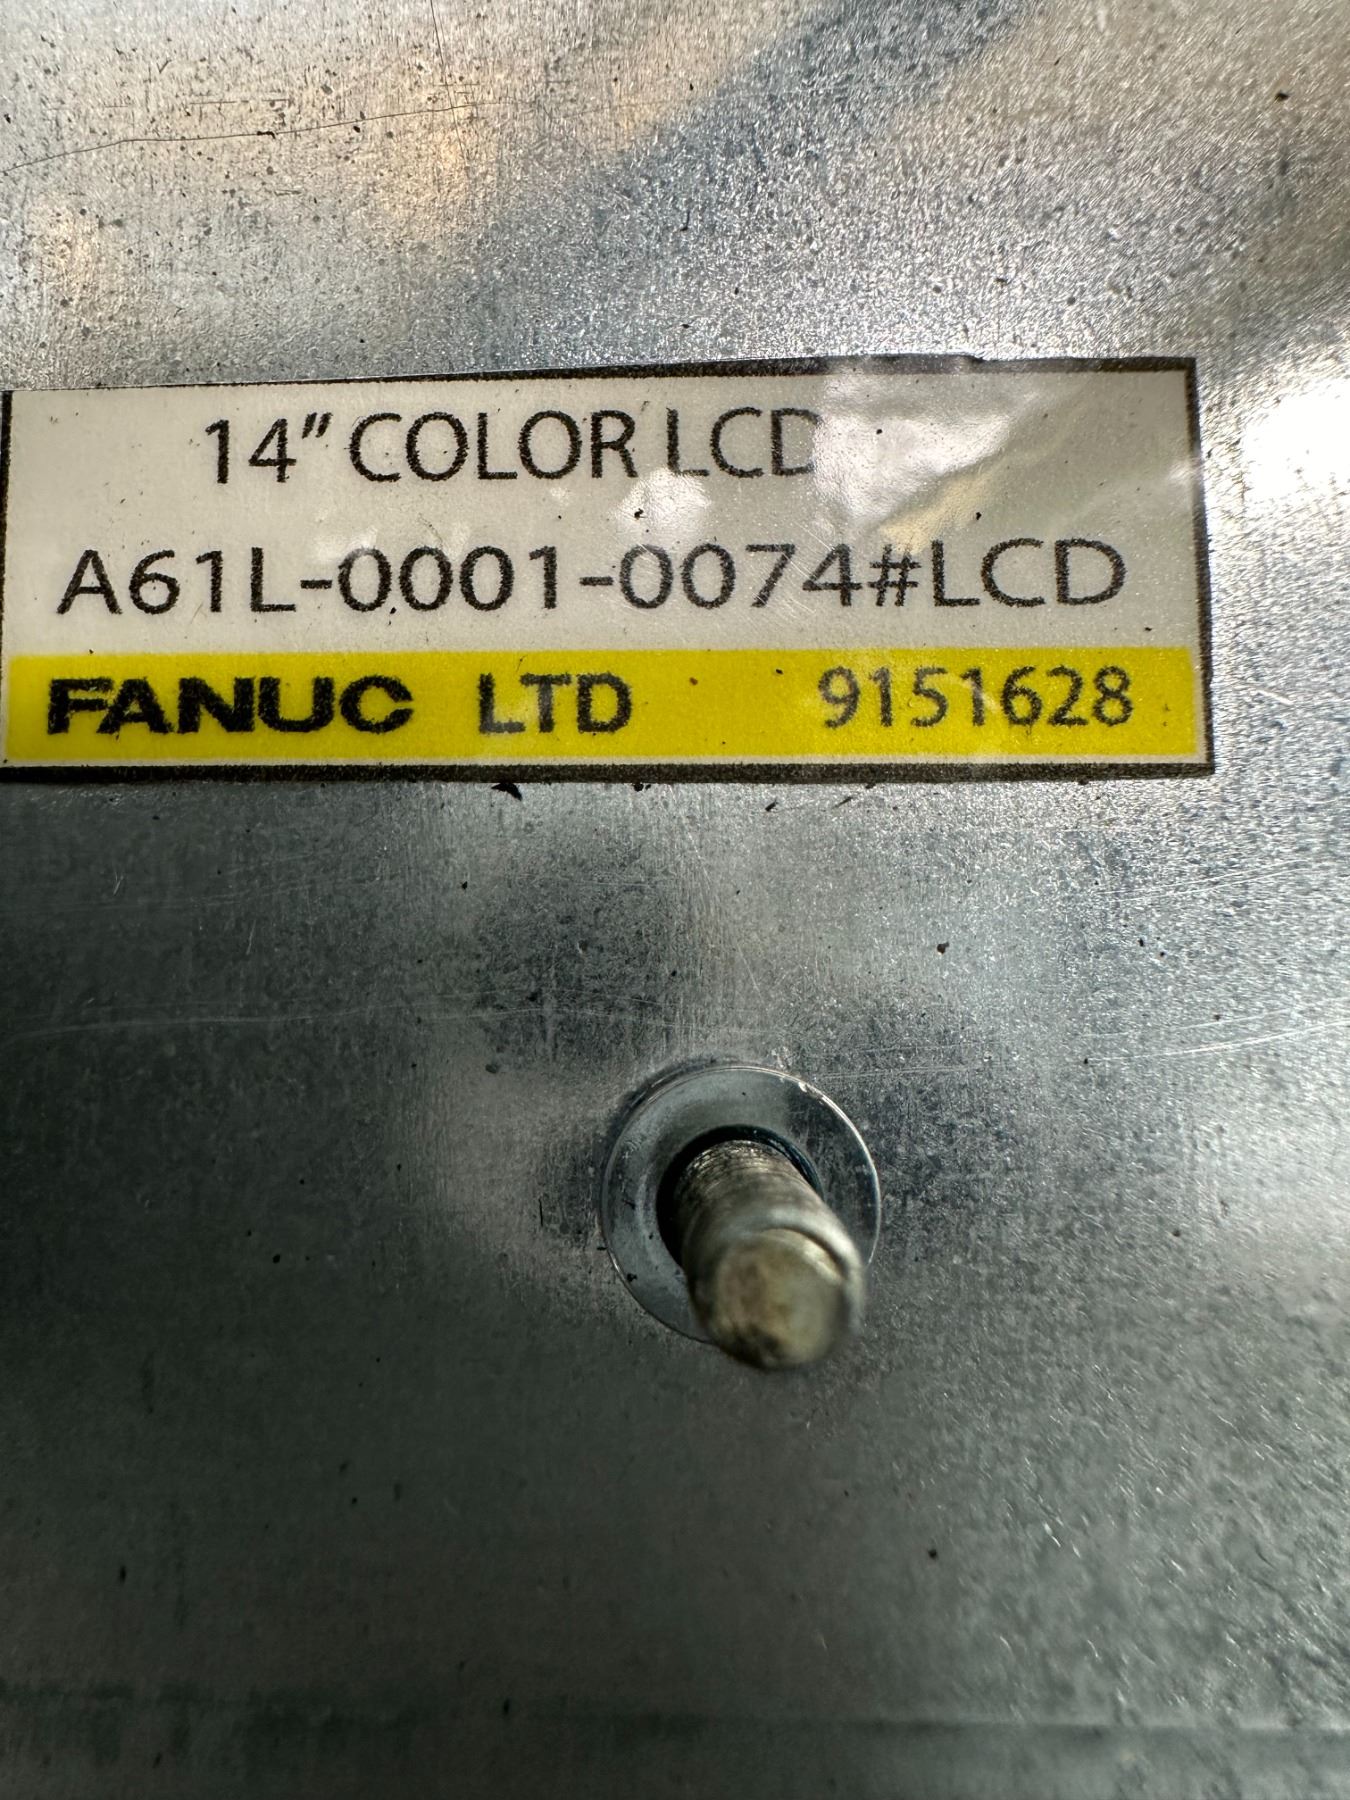 14" COLOR LCD
A61L-0001-0074#LCD
FANUC LTD 9151628